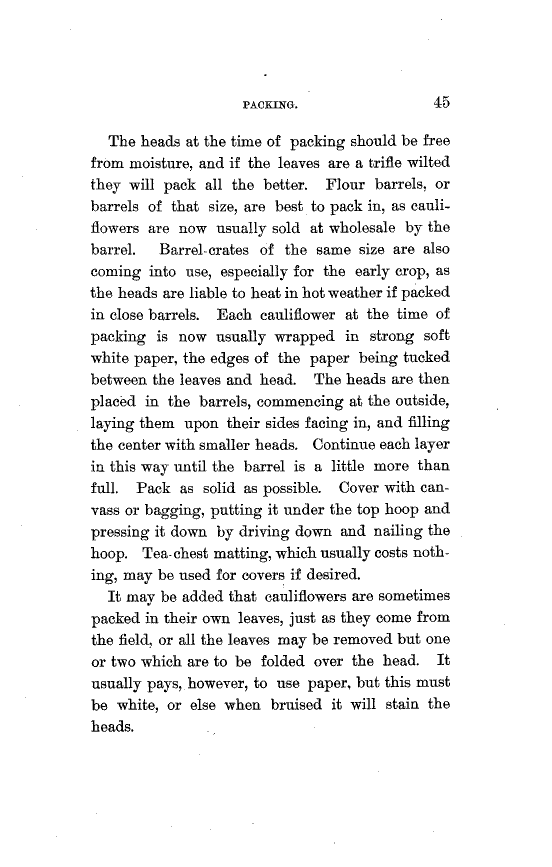 PACKING. 45
The heads at the time of packing should be free
from moisture, and if the leaves are a trifle wilted
they will pack all the better. Flour barrels, or
barrels of that size, are best to pack in, as cauli-
flowers are now usually sold at wholesale by the
barrel. Barrel-crates of the same size are also
coming into use, especially for the early crop, as
the heads are liable to heat in hot weather if packed
in close barrels. Each cauliflower at the time of
packing is now usually wrapped in strong soft
white paper, the edges of the paper being tucked
between the leaves and head. The heads are then
placed in the barrels, commencing at the outside,
laying them upon their sides facing in, and filling
the center with smaller heads. Continue each layer
in this way until the barrel is a little more than
full. Pack as solid as possible. Cover with can-
vass or bagging, putting it under the top hoop and
pressing it down by driving down and nailing the
hoop. Tea-chest matting, which usually costs noth-
ing, may be used for covers if desired.
It may be added that cauliflowers are sometimes
packed in their own leaves, just as they come from
the field, or all the leaves may be removed but one
or two which are to be folded over the head. It
usually pays, however, to use paper, but this must
be white, or else when bruised it will stain the
heads.